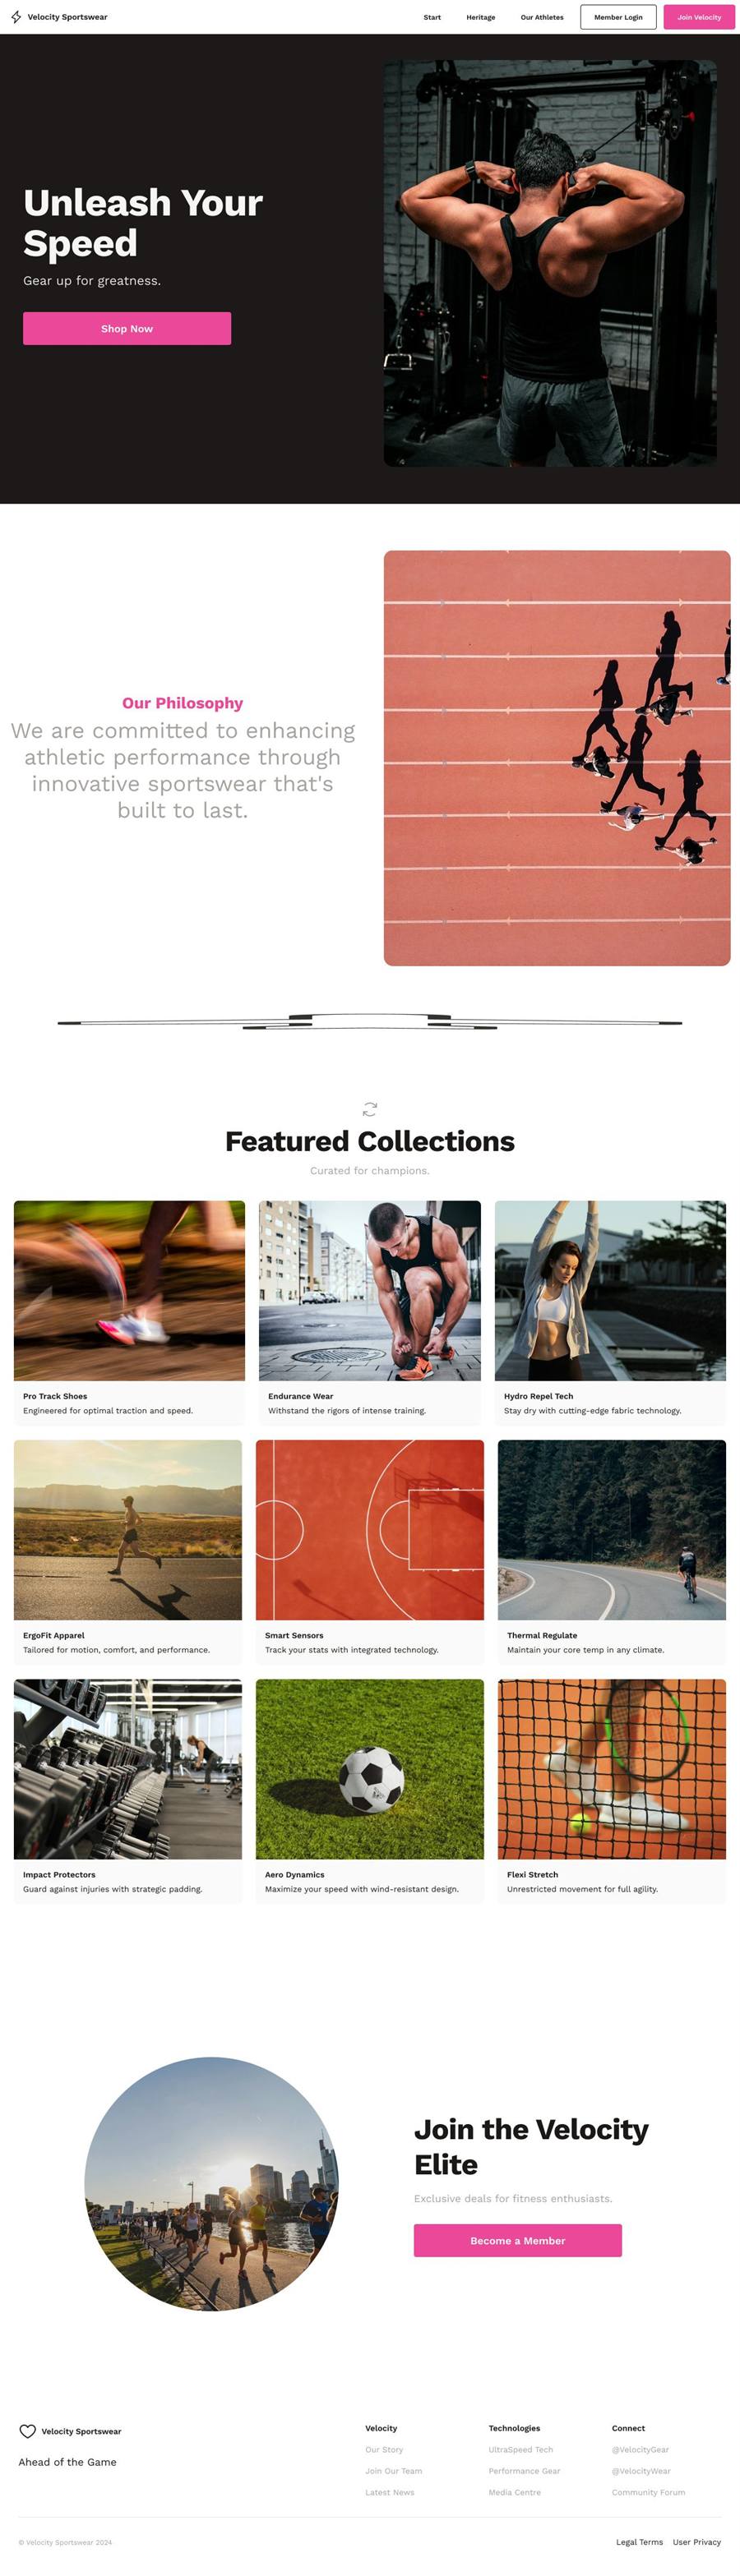 Velocity Sportswear
Start
Heritage
Our Athletes
Member Login
Join Velocity
Unleash Your
Speed
Gear up for greatness.
Shop Now
Our Philosophy
We are committed to enhancing
athletic performance through
innovative sportswear that's
built to last.
Featured Collections
Curated for champions.
Pro Track Shoes
Engineered for optimal traction and speed.
Endurance Wear
Withstand the rigors of intense training.
Hydro Repel Tech
Stay dry with cutting-edge fabric technology.
ErgoFit Apparel
Tailored for motion, comfort, and performance.
Smart Sensors
Track your stats with integrated technology.
Thermal Regulate
Maintain your core temp in any climate.
Impact Protectors
Guard against injuries with strategic padding.
Aero Dynamics
Maximize your speed with wind-resistant design.
Flexi Stretch
Unrestricted movement for full agility.
Join the Velocity
Elite
Exclusive deals for fitness enthusiasts.
Become a Member
Velocity Sportswear
Ahead of the Game
Velocity
Our Story
Join Our Team
Latest News
Technologies
UltraSpeed Tech
Performance Gear
Media Centre
Connect
@VelocityGear
@VelocityWear
Community Forum
© Velocity Sportswear 2024
Legal Terms
User Privacy